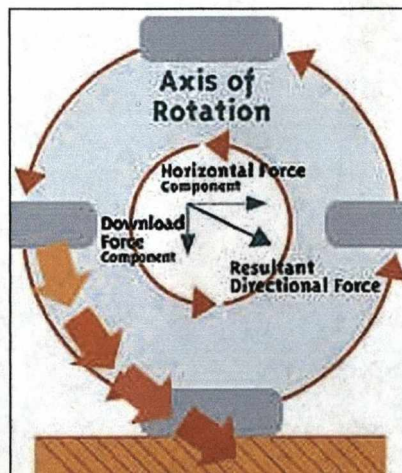 Axis of
Rotation
Horizontal Force
Component
Download
Force
Component
Resultant
Directional Force